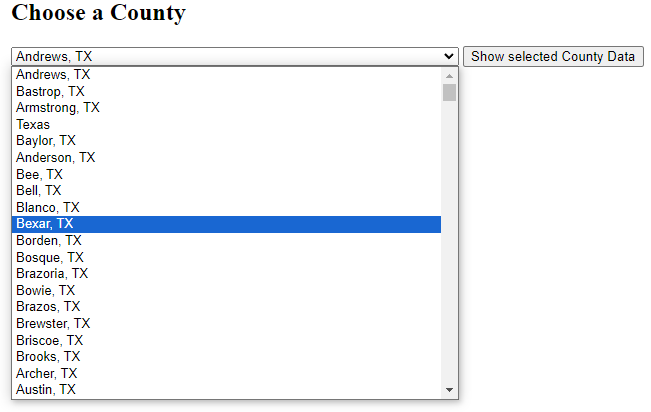 Choose a County
Andrews, TX Show selected County Data
Andrews, TX
Bastrop, TX
Armstrong, TX
Texas
Baylor, TX
Anderson, TX
Bee, TX
Bell, TX
Blanco, TX
Bexar, TX
Borden, TX
Bosque, TX
Brazoria, TX
Bowie, TX
Brazos, TX
Brewster, TX
Briscoe, TX
Brooks, TX
Archer, TX
Austin, TX